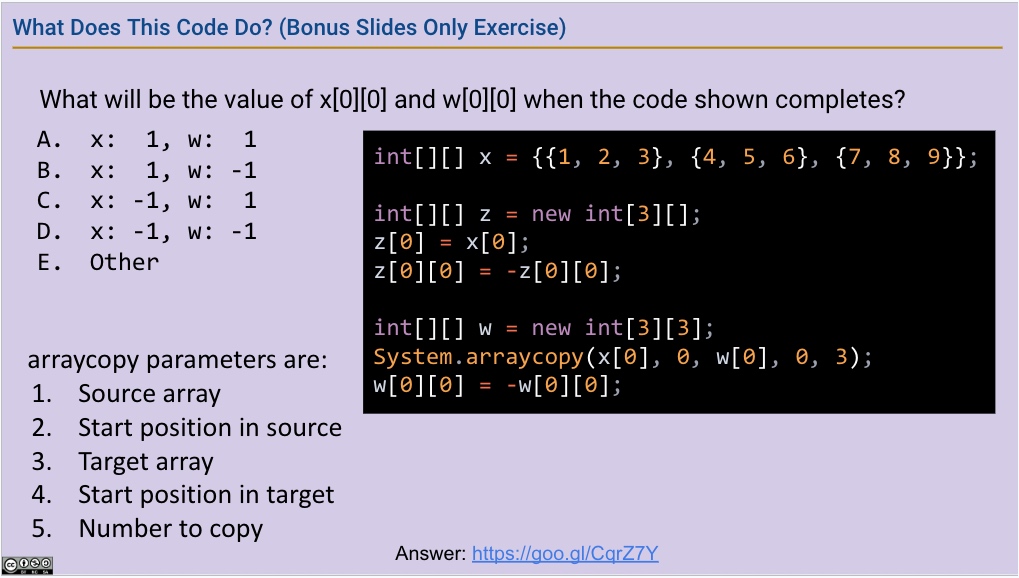 What Does This Code Do? (Bonus Slides Only Exercise)
What will be the value of x[0][0] and w[0][0] when the code shown completes?
A. x: 1, w: 1
B. x: 1, w: -1
C. x: -1, w: 1
D. x: -1, w: -1
E. Other
int[][] x = {{1, 2, 3}, {4, 5, 6}, {7, 8, 9}};
int[][] z = new int[3][];
z[0] = x[0];
z[0][0] = -z[0][0];
int[][] w = new int[3][3];
System.arraycopy(x[0], 0, w[0], 0, 3);
w[0][0] = -w[0][0];
arraycopy parameters are:
1. Source array
2. Start position in source
3. Target array
4. Start position in target
5. Number to copy
Answer: https://goo.gl/CqrZ7Y
cc
BY NC SA